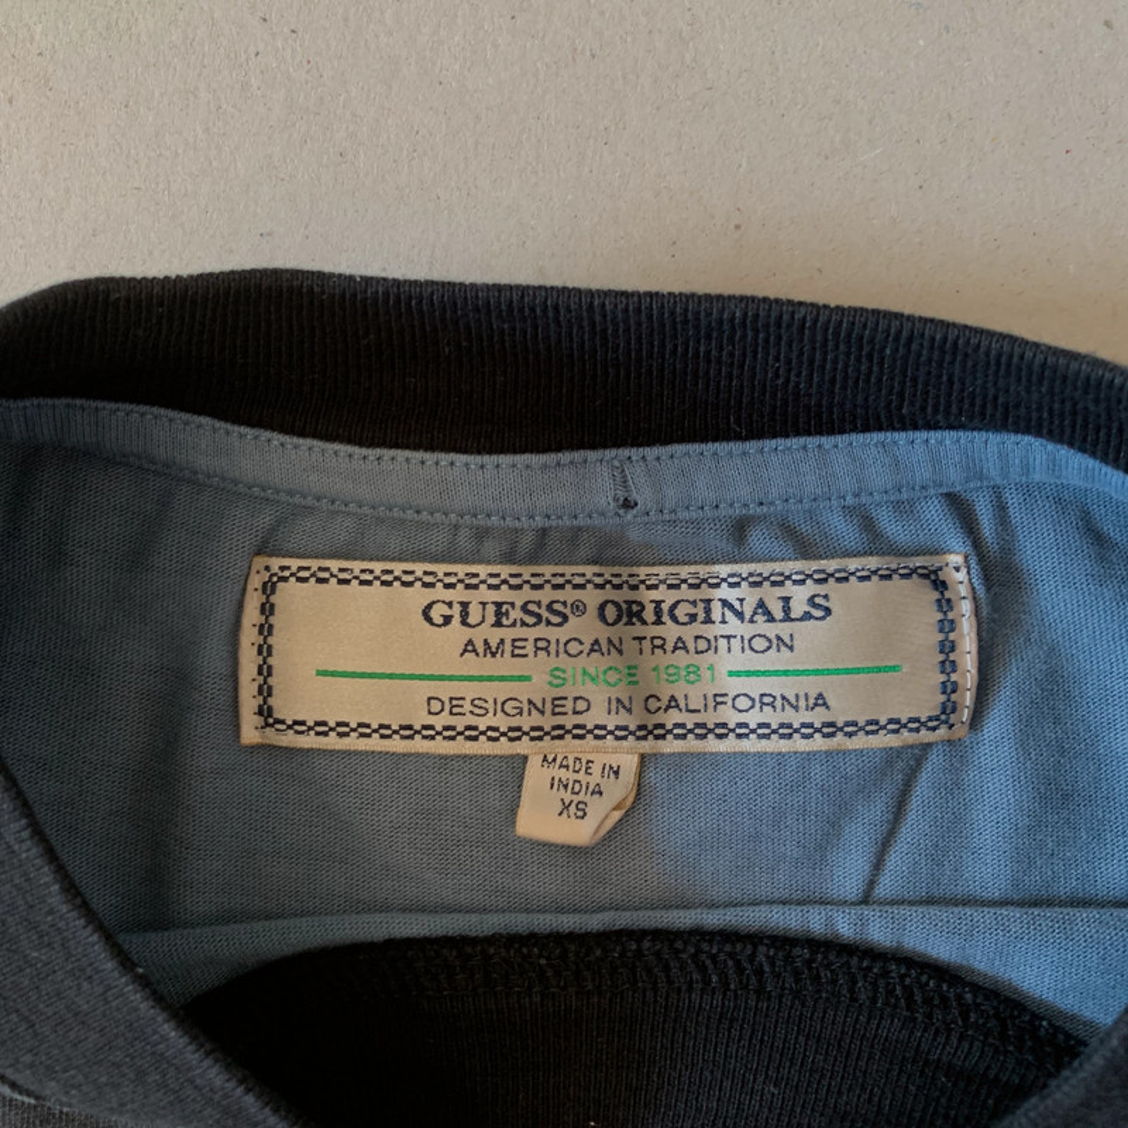 GUESS® ORIGINALS
AMERICAN TRADITION
SINCE 1981
DESIGNED IN CALIFORNIA
MADE IN
INDIA
XS